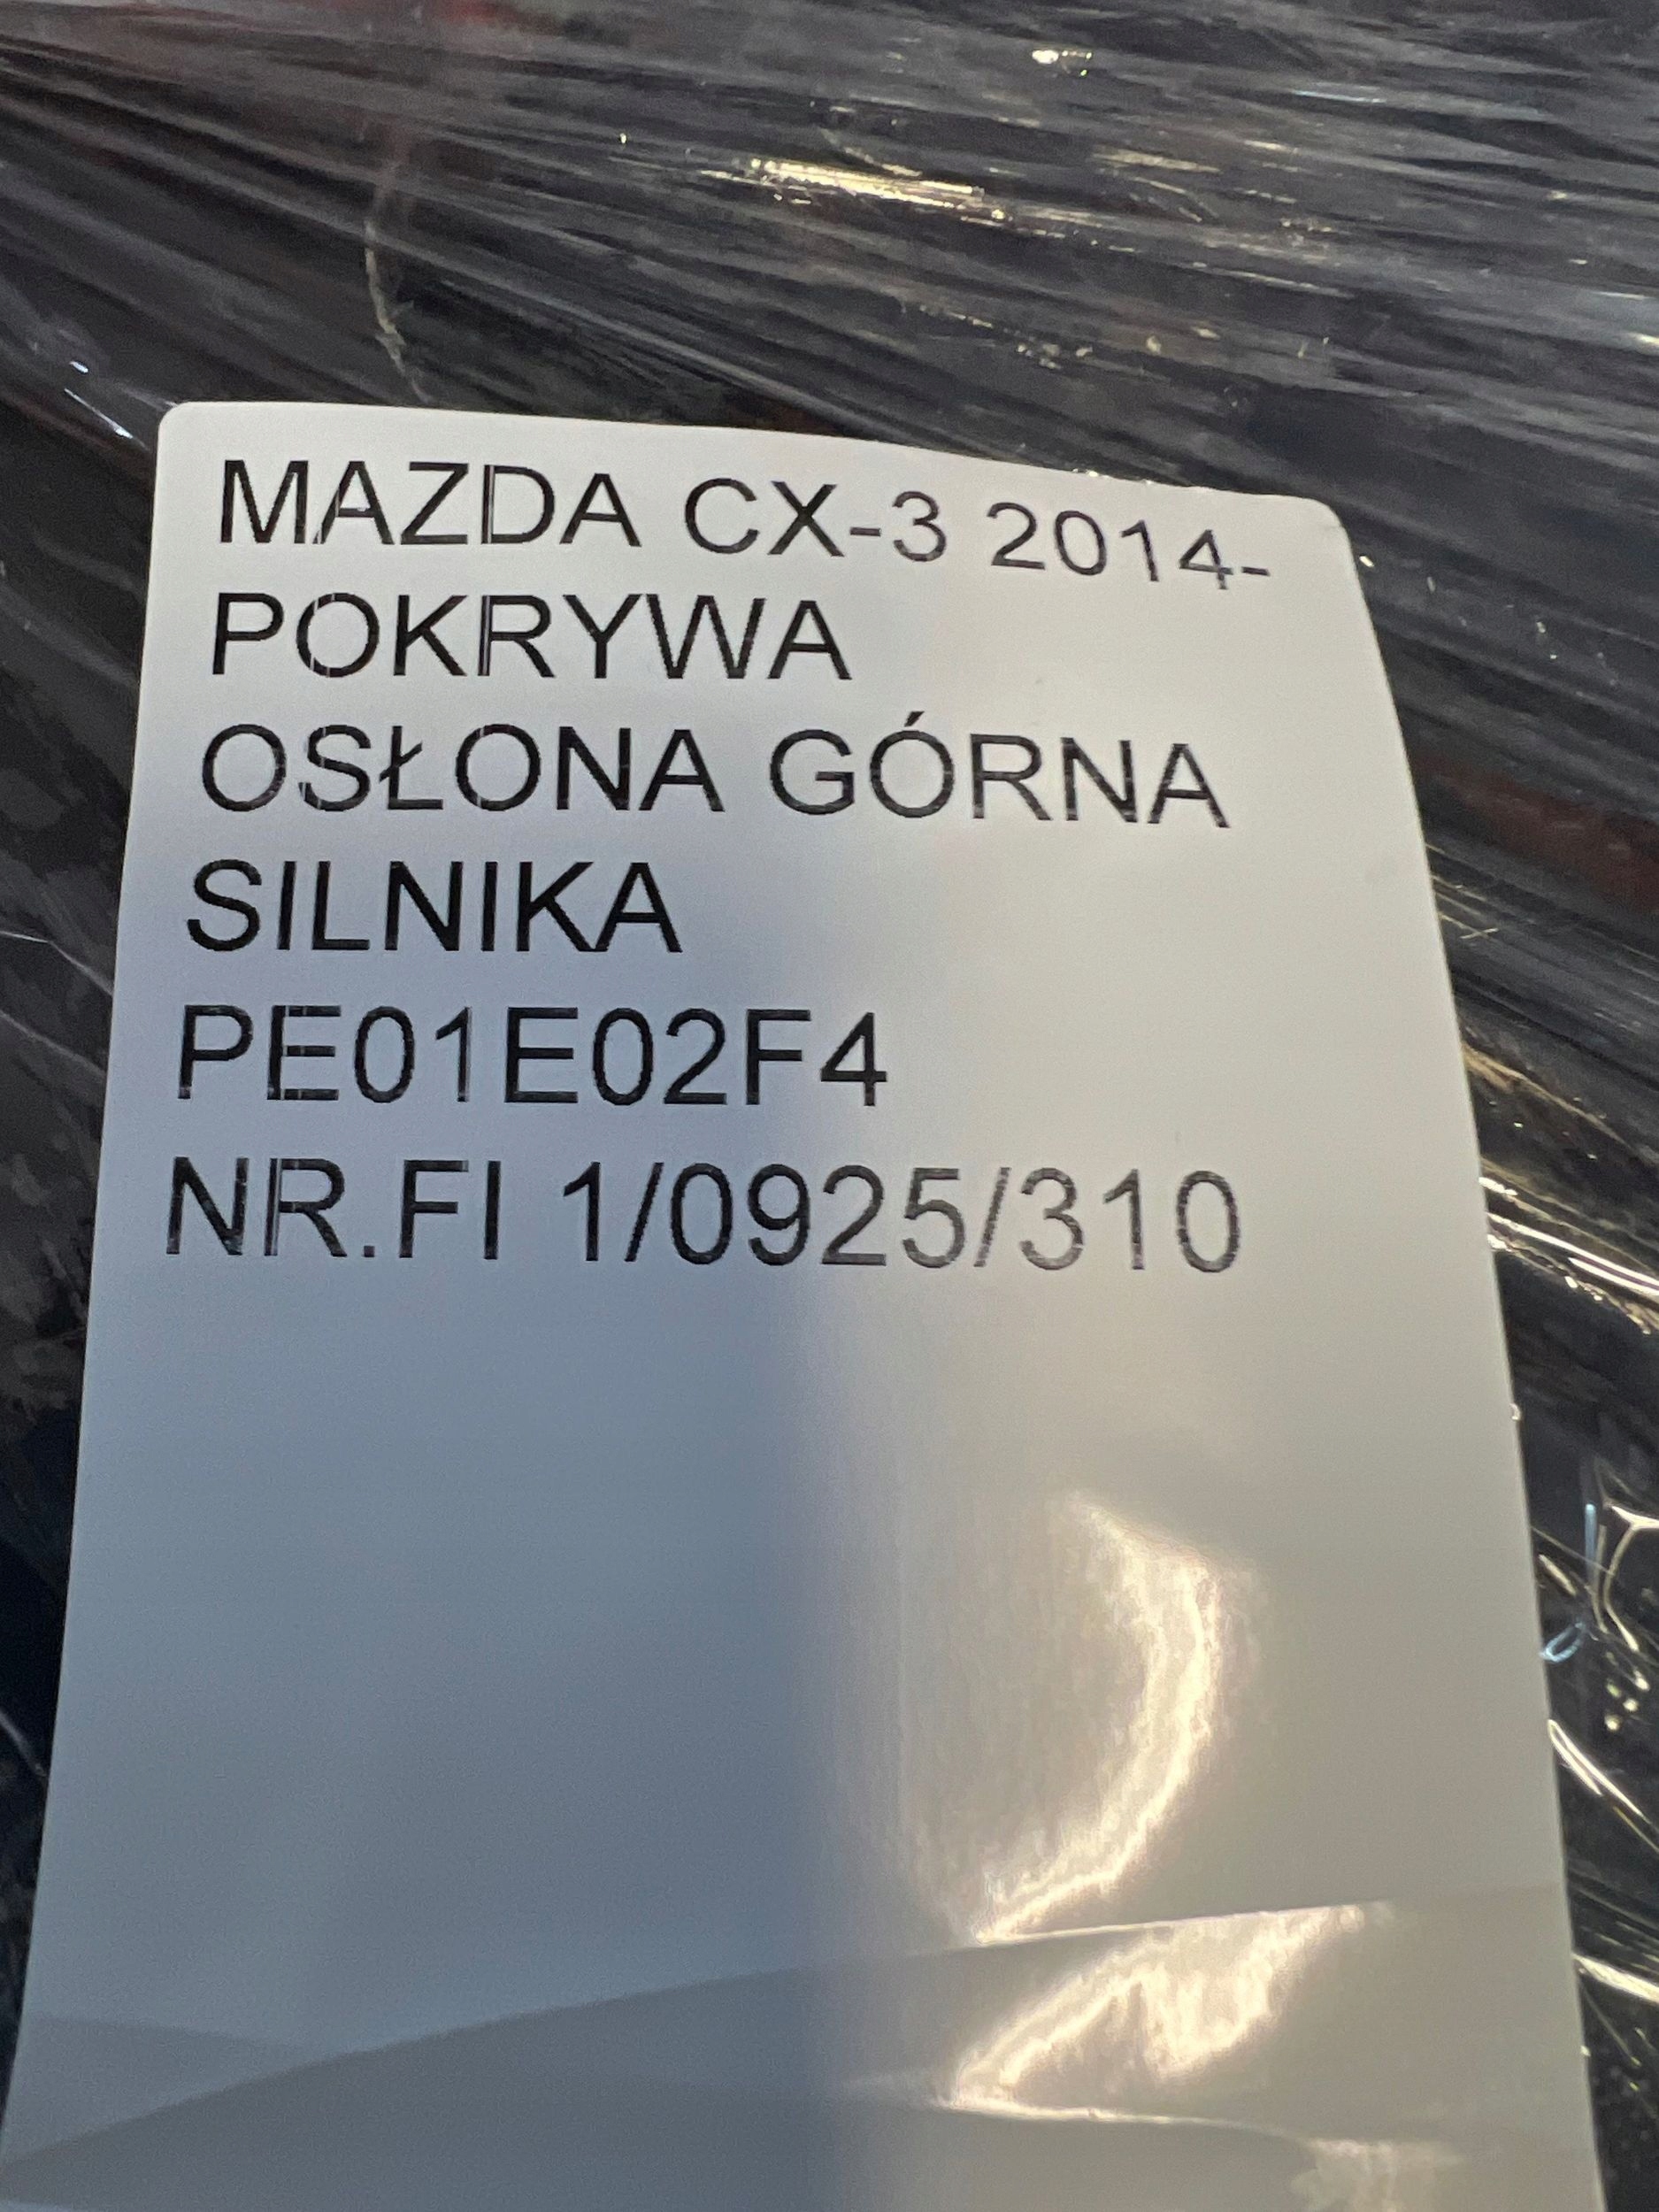 MAZDA CX-3 2014-
POKRYWA
OSŁONA GÓRNA
SILNIKA
PE01E02F4
NR.FI 1/0925/310